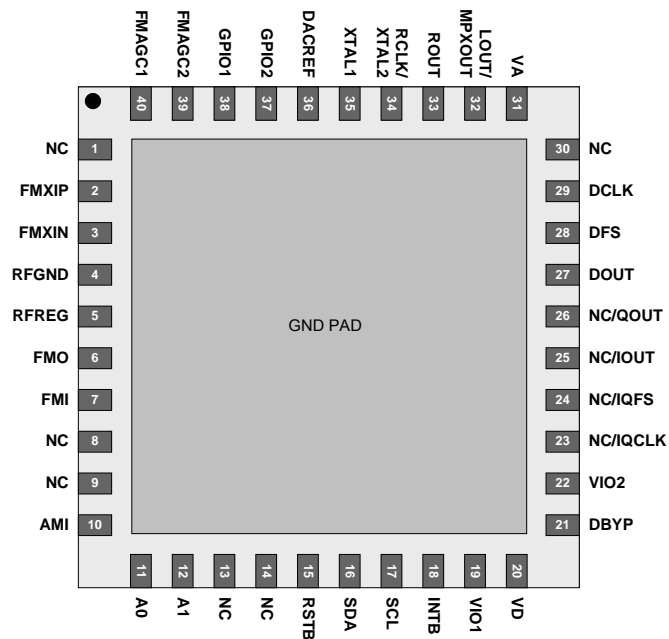 FMAGC1
FMAGC2
GPIO1
GPIO2
DACREF
XTAL1
RCLK/
XTAL2
ROUT
LOUT/
MPXOUT
VA
40
39
38
37
36
35
34
33
32
31
NC 1
FMXIP 2
FMXIN 3
RFGND 4
RFREG 5
FMO 6
FMI 7
NC 8
NC 9
AMI 10
GND PAD
30 NC
29 DCLK
28 DFS
27 DOUT
26 NC/QOUT
25 NC/IOUT
24 NC/IQFS
23 NC/IQCLK
22 VIO2
21 DBYP
11
12
13
14
15
16
17
18
19
20
A0
A1
NC
NC
RSTB
SDA
SCL
INTB
VIO1
VD